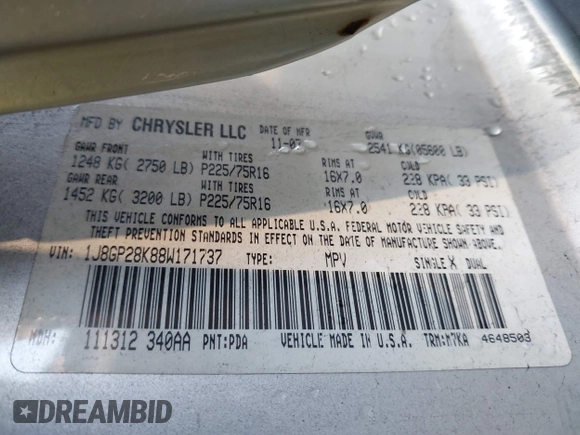 MFD BY CHRYSLER LLC DATE OF MFR GVWR
11-07 2541 KG(05600 LB)
GAWR FRONT WITH TIRES RIMS AT COLD
1248 KG( 2750 LB) P225/75R16 16X7.0 228 KPA( 33 PSI)
GAWR REAR WITH TIRES RIMS AT COLD
1452 KG( 3200 LB) P225/75R16 16X7.0 228 KPA( 33 PSI)
THIS VEHICLE CONFORMS TO ALL APPLICABLE U.S.A. FEDERAL MOTOR VEHICLE SAFETY AND
THEFT PREVENTION STANDARDS IN EFFECT ON THE DATE OF MANUFACTURE SHOWN ABOVE.
VIN: 1J8GP28K88W171737 TYPE: MPV SINGLE X DUAL
MDH: 111312 340AA PNT:PDA VEHICLE MADE IN U.S.A. TRM:M7KA 4648503
DREAMBID